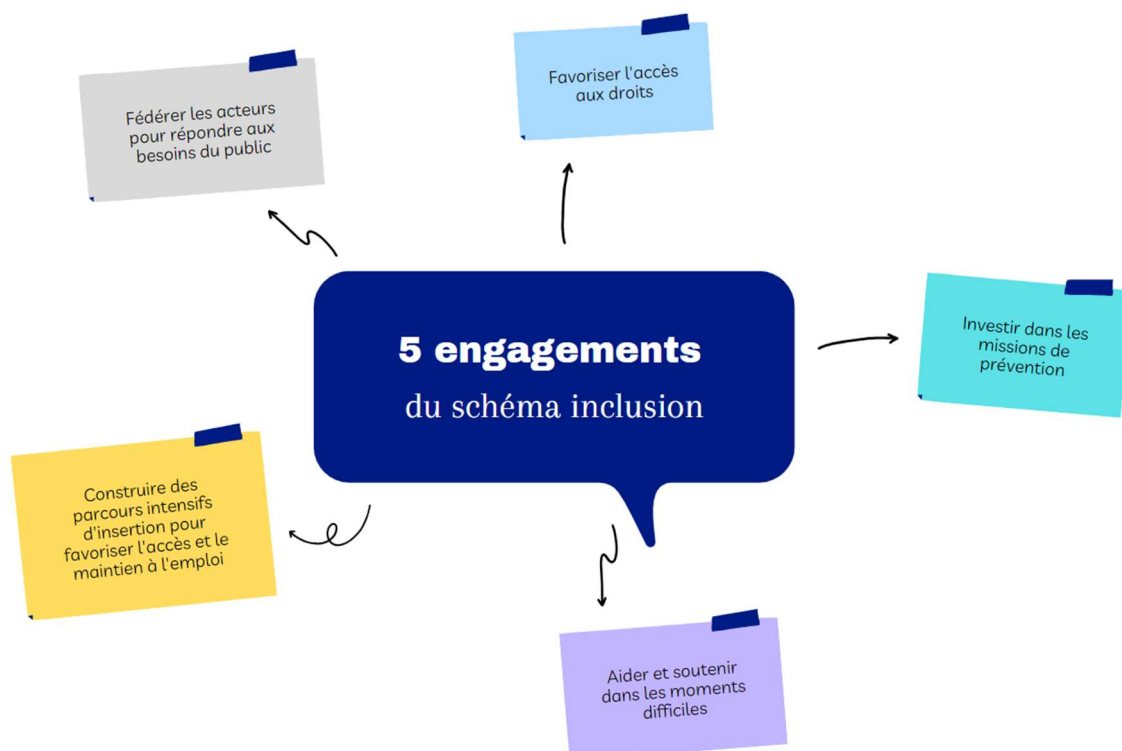 Fédérer les acteurs
pour répondre aux
besoins du public
Favoriser l'accès
aux droits
5 engagements
du schéma inclusion
Investir dans les
missions de
prévention
Construire des
parcours intensifs
d'insertion pour
favoriser l'accès et le
maintien à l'emploi
Aider et soutenir
dans les moments
difficiles